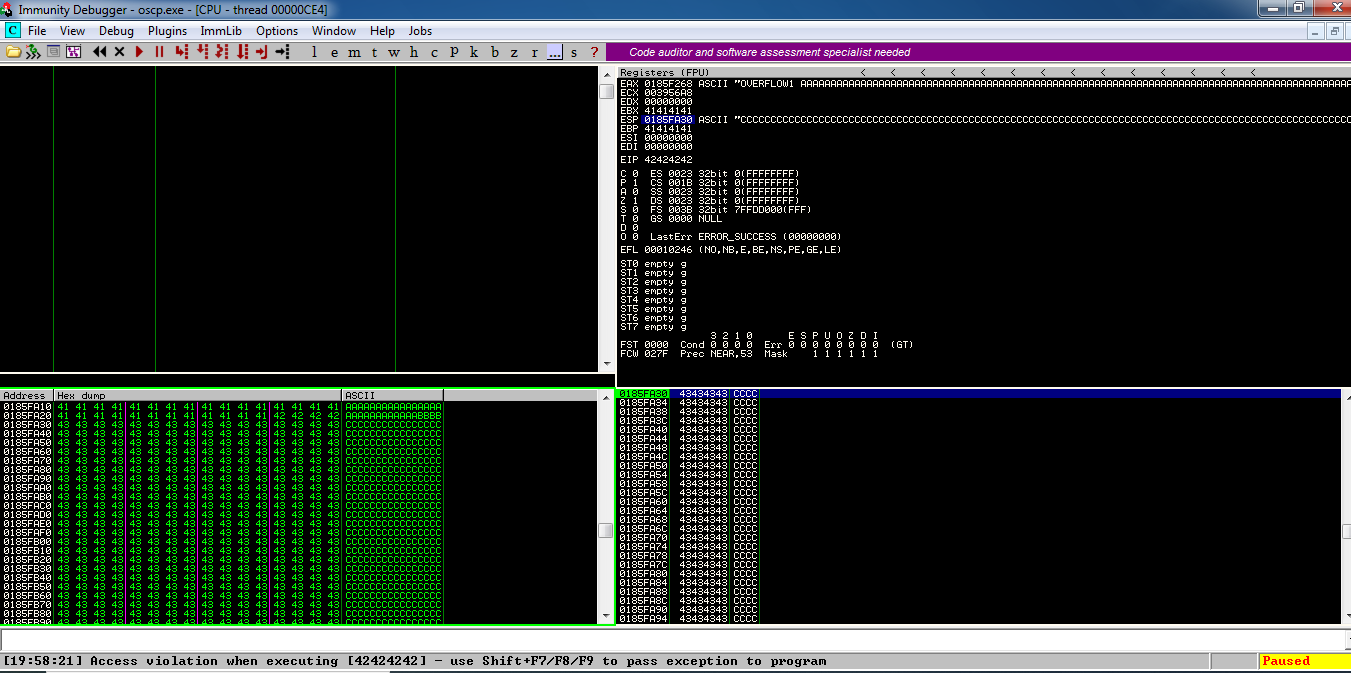 Immunity Debugger - oscp.exe - [CPU - thread 00000CE4]
C File View Debug Plugins ImmLib Options Window Help Jobs
l e m t w h c P k b z r ... s ? Code auditor and software assessment specialist needed
Registers (FPU) < < < < < < < < < < < < < <
EAX 0185F268 ASCII "OVERFLOW1 AAAAAAAAAAAAAAAAAAAAAAAAAAAAAAAAAAAAAAAAAAAAAAAAAAAAAAAAAAAAAAAAAAAAAAAAAAAAAAAAAAAAAAAAAAA
ECX 003956A8
EDX 00000000
EBX 41414141
ESP 0185FA30 ASCII "CCCCCCCCCCCCCCCCCCCCCCCCCCCCCCCCCCCCCCCCCCCCCCCCCCCCCCCCCCCCCCCCCCCCCCCCCCCCCCCCCCCCCCCCCCCCCCCCCCCCC
EBP 41414141
ESI 00000000
EDI 00000000
EIP 42424242
C 0 ES 0023 32bit 0(FFFFFFFF)
P 1 CS 001B 32bit 0(FFFFFFFF)
A 0 SS 0023 32bit 0(FFFFFFFF)
Z 1 DS 0023 32bit 0(FFFFFFFF)
S 0 FS 003B 32bit 7FFDD000(FFF)
T 0 GS 0000 NULL
D 0
O 0 LastErr ERROR_SUCCESS (00000000)
EFL 00010246 (NO,NB,E,BE,NS,PE,GE,LE)
ST0 empty g
ST1 empty g
ST2 empty g
ST3 empty g
ST4 empty g
ST5 empty g
ST6 empty g
ST7 empty g
3 2 1 0 E S P U O Z D I
FST 0000 Cond 0 0 0 0 Err 0 0 0 0 0 0 0 0 (GT)
FCW 027F Prec NEAR,53 Mask 1 1 1 1 1 1
Address Hex dump ASCII
0185FA10 41 41 41 41 41 41 41 41 41 41 41 41 41 41 41 41 AAAAAAAAAAAAAAAA
0185FA20 41 41 41 41 41 41 41 41 41 41 41 41 42 42 42 42 AAAAAAAAAAAABBBB
0185FA30 43 43 43 43 43 43 43 43 43 43 43 43 43 43 43 43 CCCCCCCCCCCCCCCC
0185FA40 43 43 43 43 43 43 43 43 43 43 43 43 43 43 43 43 CCCCCCCCCCCCCCCC
0185FA50 43 43 43 43 43 43 43 43 43 43 43 43 43 43 43 43 CCCCCCCCCCCCCCCC
0185FA60 43 43 43 43 43 43 43 43 43 43 43 43 43 43 43 43 CCCCCCCCCCCCCCCC
0185FA70 43 43 43 43 43 43 43 43 43 43 43 43 43 43 43 43 CCCCCCCCCCCCCCCC
0185FA80 43 43 43 43 43 43 43 43 43 43 43 43 43 43 43 43 CCCCCCCCCCCCCCCC
0185FA90 43 43 43 43 43 43 43 43 43 43 43 43 43 43 43 43 CCCCCCCCCCCCCCCC
0185FAA0 43 43 43 43 43 43 43 43 43 43 43 43 43 43 43 43 CCCCCCCCCCCCCCCC
0185FAB0 43 43 43 43 43 43 43 43 43 43 43 43 43 43 43 43 CCCCCCCCCCCCCCCC
0185FAC0 43 43 43 43 43 43 43 43 43 43 43 43 43 43 43 43 CCCCCCCCCCCCCCCC
0185FAD0 43 43 43 43 43 43 43 43 43 43 43 43 43 43 43 43 CCCCCCCCCCCCCCCC
0185FAE0 43 43 43 43 43 43 43 43 43 43 43 43 43 43 43 43 CCCCCCCCCCCCCCCC
0185FAF0 43 43 43 43 43 43 43 43 43 43 43 43 43 43 43 43 CCCCCCCCCCCCCCCC
0185FB00 43 43 43 43 43 43 43 43 43 43 43 43 43 43 43 43 CCCCCCCCCCCCCCCC
0185FB10 43 43 43 43 43 43 43 43 43 43 43 43 43 43 43 43 CCCCCCCCCCCCCCCC
0185FB20 43 43 43 43 43 43 43 43 43 43 43 43 43 43 43 43 CCCCCCCCCCCCCCCC
0185FB30 43 43 43 43 43 43 43 43 43 43 43 43 43 43 43 43 CCCCCCCCCCCCCCCC
0185FB40 43 43 43 43 43 43 43 43 43 43 43 43 43 43 43 43 CCCCCCCCCCCCCCCC
0185FB50 43 43 43 43 43 43 43 43 43 43 43 43 43 43 43 43 CCCCCCCCCCCCCCCC
0185FB60 43 43 43 43 43 43 43 43 43 43 43 43 43 43 43 43 CCCCCCCCCCCCCCCC
0185FB70 43 43 43 43 43 43 43 43 43 43 43 43 43 43 43 43 CCCCCCCCCCCCCCCC
0185FB80 43 43 43 43 43 43 43 43 43 43 43 43 43 43 43 43 CCCCCCCCCCCCCCCC
0185FB90 43 43 43 43 43 43 43 43 43 43 43 43 43 43 43 43 CCCCCCCCCCCCCCCC
0185FA30 43434343 CCCC
0185FA34 43434343 CCCC
0185FA38 43434343 CCCC
0185FA3C 43434343 CCCC
0185FA40 43434343 CCCC
0185FA44 43434343 CCCC
0185FA48 43434343 CCCC
0185FA4C 43434343 CCCC
0185FA50 43434343 CCCC
0185FA54 43434343 CCCC
0185FA58 43434343 CCCC
0185FA5C 43434343 CCCC
0185FA60 43434343 CCCC
0185FA64 43434343 CCCC
0185FA68 43434343 CCCC
0185FA6C 43434343 CCCC
0185FA70 43434343 CCCC
0185FA74 43434343 CCCC
0185FA78 43434343 CCCC
0185FA7C 43434343 CCCC
0185FA80 43434343 CCCC
0185FA84 43434343 CCCC
0185FA88 43434343 CCCC
0185FA8C 43434343 CCCC
0185FA90 43434343 CCCC
0185FA94 43434343 CCCC
[19:58:21] Access violation when executing [42424242] - use Shift+F7/F8/F9 to pass exception to program
Paused